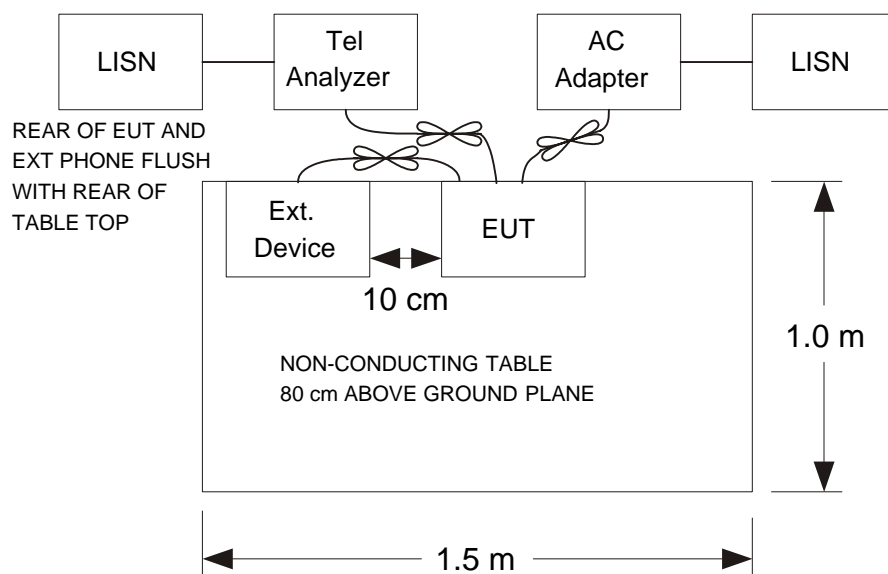 LISN
Tel
Analyzer
AC
Adapter
LISN
REAR OF EUT AND
EXT PHONE FLUSH
WITH REAR OF
TABLE TOP
Ext.
Device
EUT
10 cm
NON-CONDUCTING TABLE
80 cm ABOVE GROUND PLANE
1.0 m
1.5 m